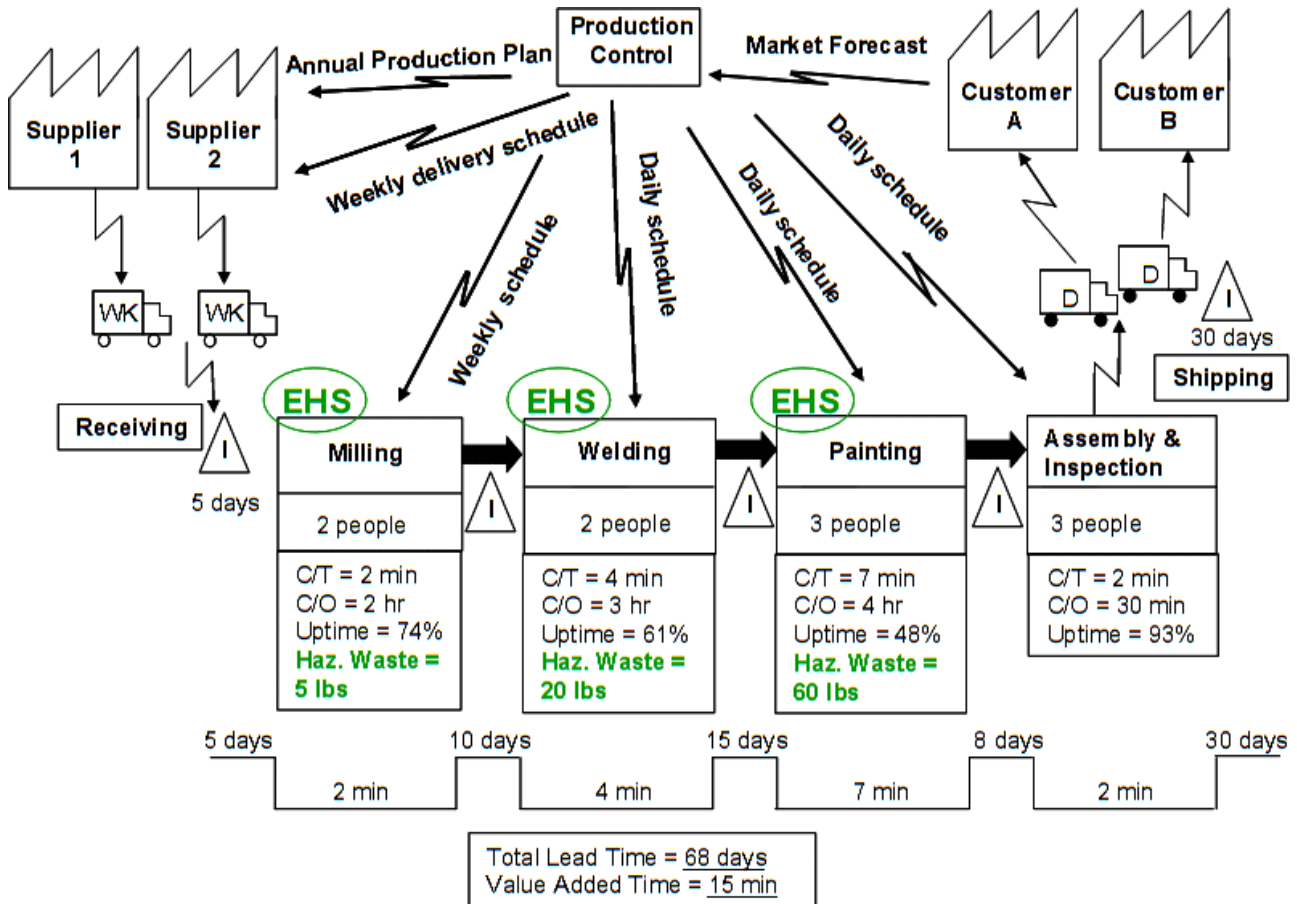 Production
Control
Annual Production Plan
Market Forecast
Supplier
1
Supplier
2
Customer
A
Customer
B
Weekly delivery schedule
Weekly schedule
Daily schedule
Daily schedule
Daily schedule
WK
WK
D
D
I
30 days
Shipping
Receiving
I
5 days
EHS
Milling
2 people
C/T = 2 min
C/O = 2 hr
Uptime = 74%
Haz. Waste =
5 lbs
I
EHS
Welding
2 people
C/T = 4 min
C/O = 3 hr
Uptime = 61%
Haz. Waste =
20 lbs
I
EHS
Painting
3 people
C/T = 7 min
C/O = 4 hr
Uptime = 48%
Haz. Waste =
60 lbs
I
Assembly &
Inspection
3 people
C/T = 2 min
C/O = 30 min
Uptime = 93%
5 days
10 days
15 days
8 days
30 days
2 min
4 min
7 min
2 min
Total Lead Time = 68 days
Value Added Time = 15 min